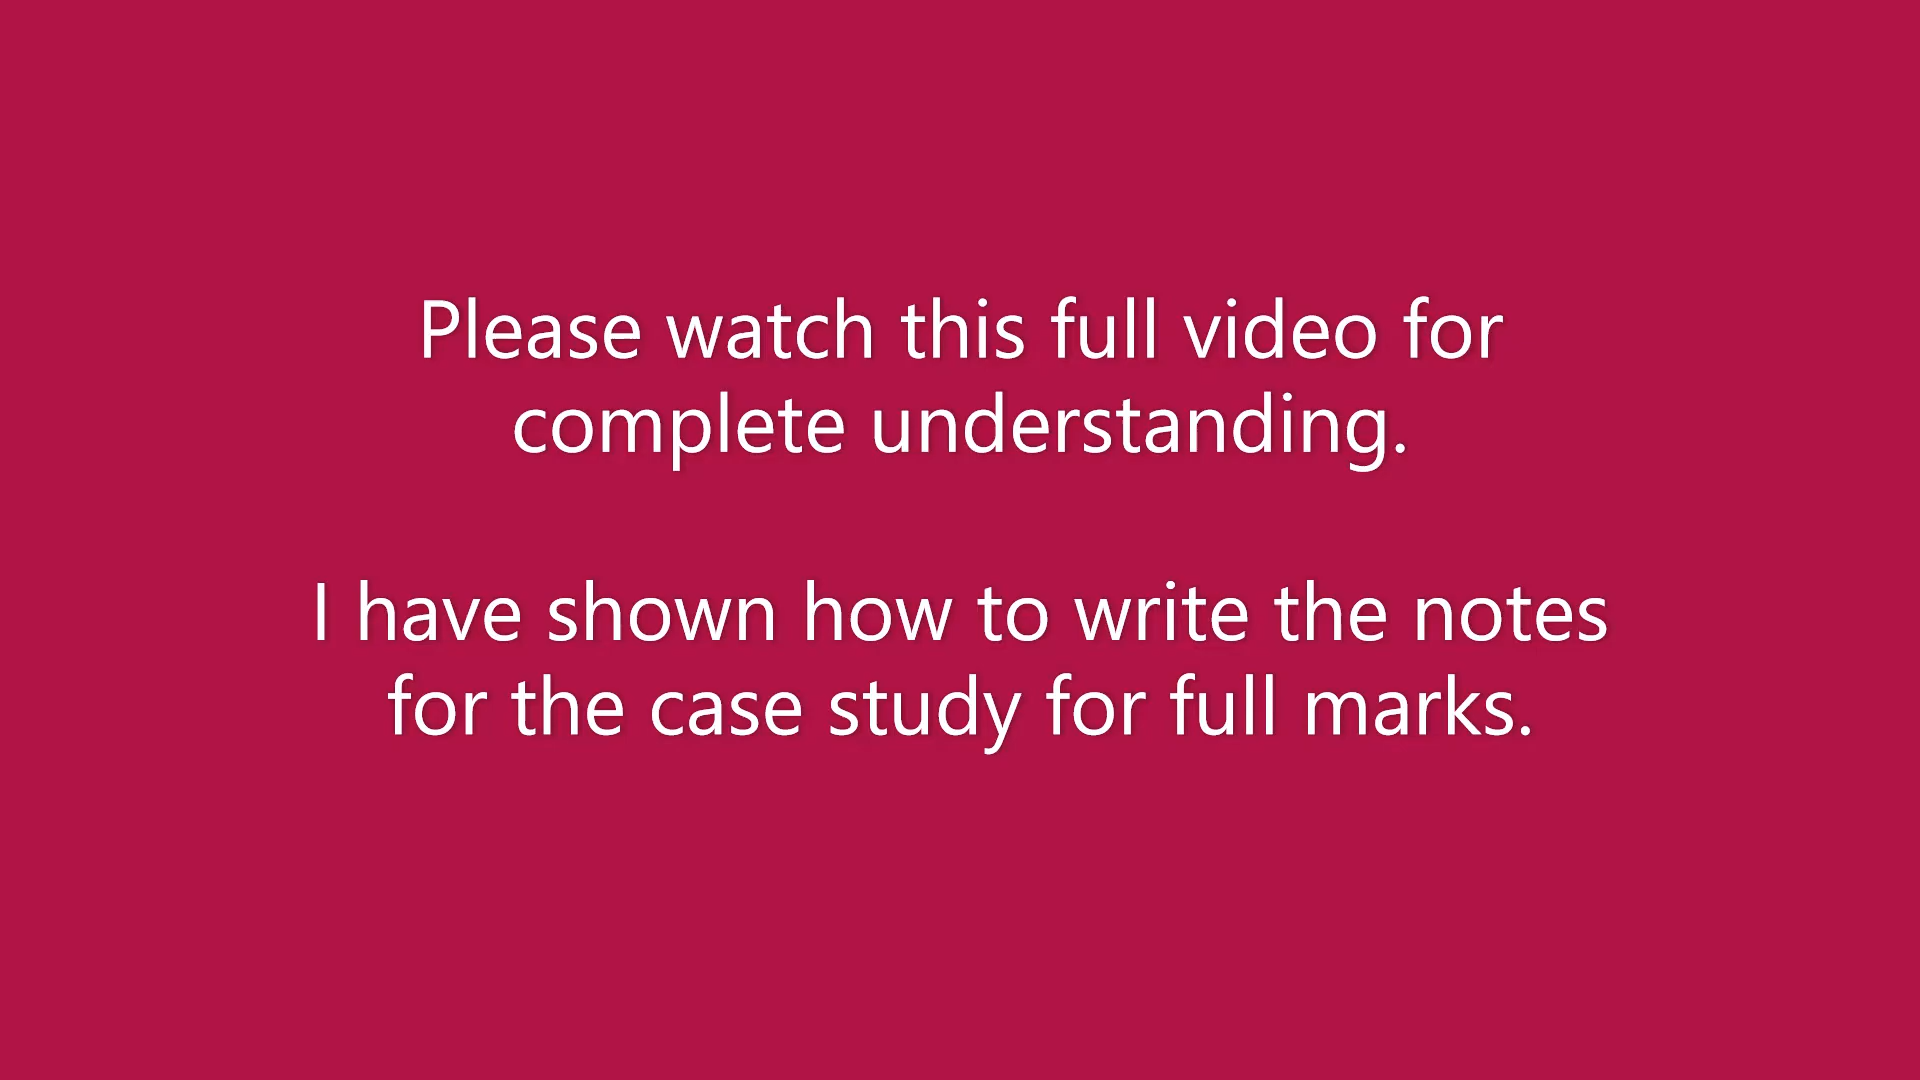 Please watch this full video for
complete understanding.
I have shown how to write the notes
for the case study for full marks.